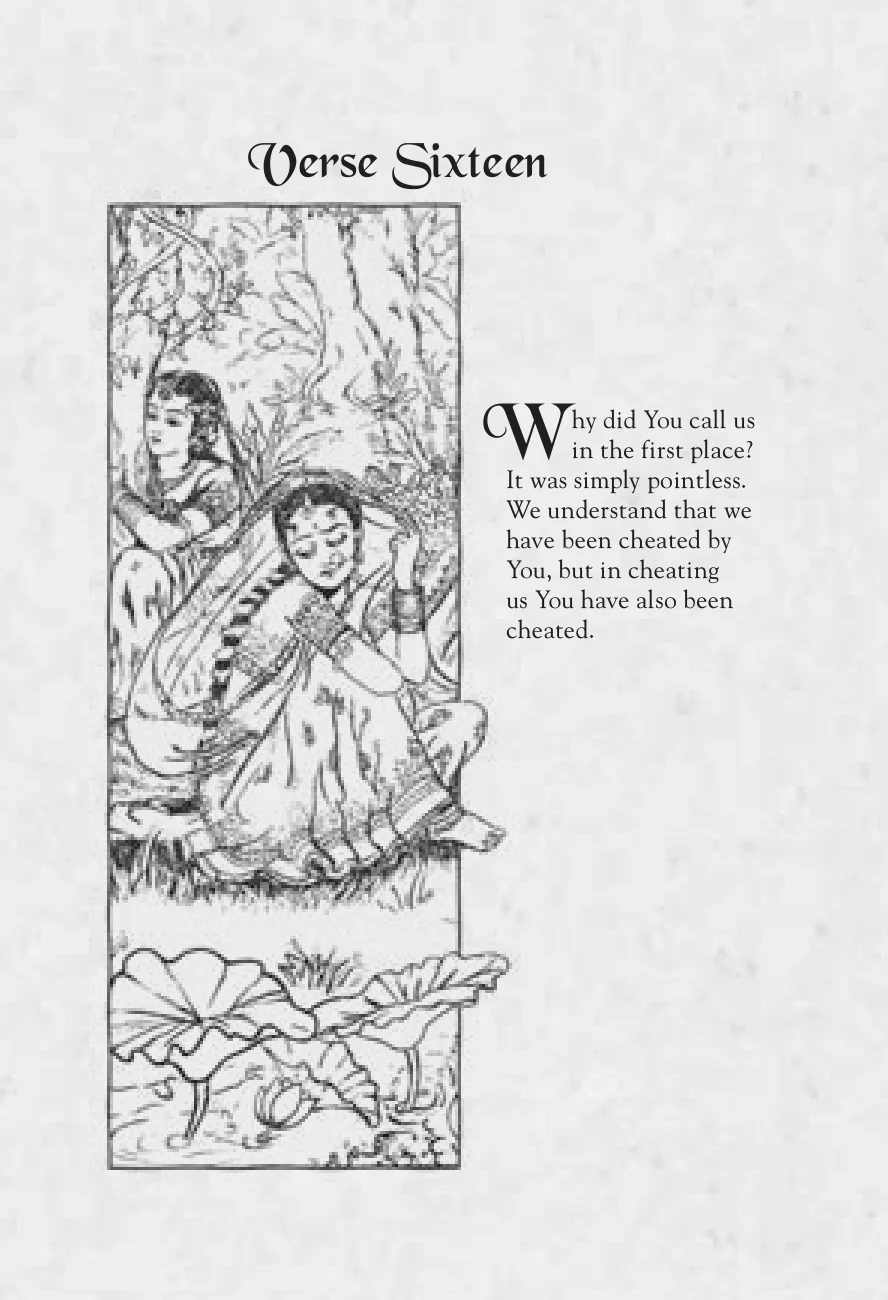 Verse Sixteen
Why did You call us
in the first place?
It was simply pointless.
We understand that we
have been cheated by
You, but in cheating
us You have also been
cheated.